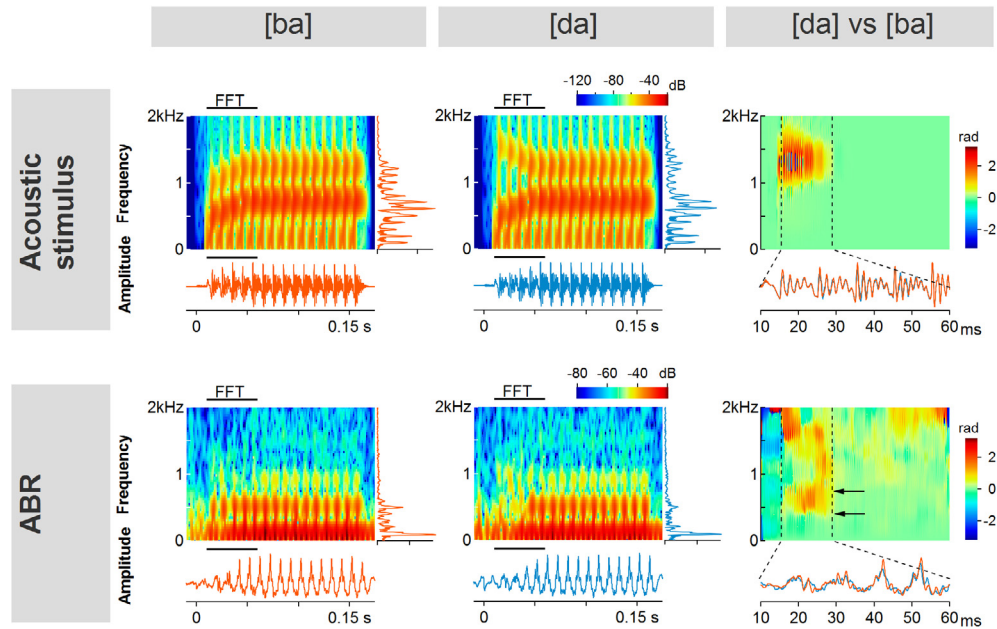 [ba]
[da]
[da] vs [ba]
Acoustic
stimulus
FFT
2kHz
1
0
Frequency
Amplitude
0
0.15 s
-120 -80 -40 dB
FFT
2kHz
1
0
0
0.15 s
2kHz
1
0
rad
2
0
-2
10 20 30 40 50 60 ms
ABR
FFT
2kHz
1
0
Frequency
Amplitude
0
0.15 s
-80 -60 -40 dB
FFT
2kHz
1
0
0
0.15 s
2kHz
1
0
rad
2
0
-2
10 20 30 40 50 60 ms